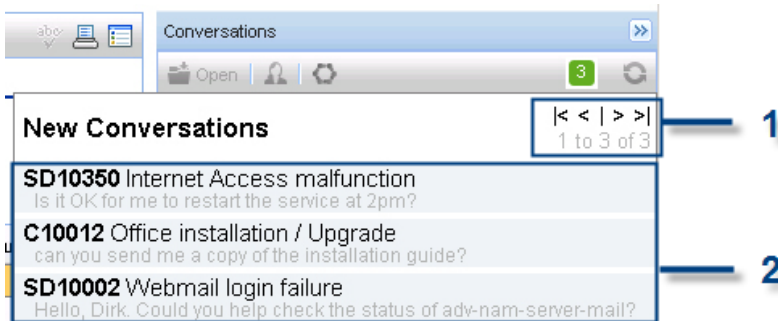 abc
Conversations
Open
3
New Conversations
|< < | > >|
1 to 3 of 3
1
SD10350 Internet Access malfunction
Is it OK for me to restart the service at 2pm?
C10012 Office installation / Upgrade
can you send me a copy of the installation guide?
SD10002 Webmail login failure
Hello, Dirk. Could you help check the status of adv-nam-server-mail?
2